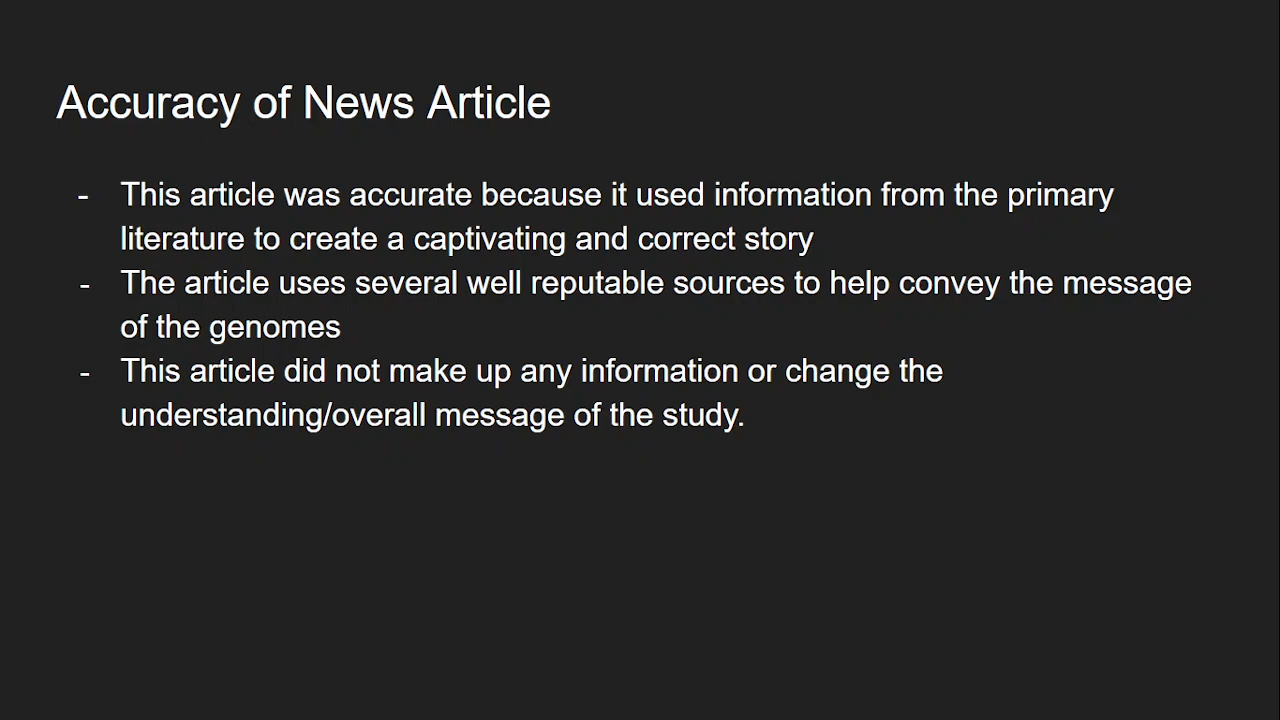 Accuracy of News Article
- This article was accurate because it used information from the primary
literature to create a captivating and correct story
- The article uses several well reputable sources to help convey the message
of the genomes
- This article did not make up any information or change the
understanding/overall message of the study.